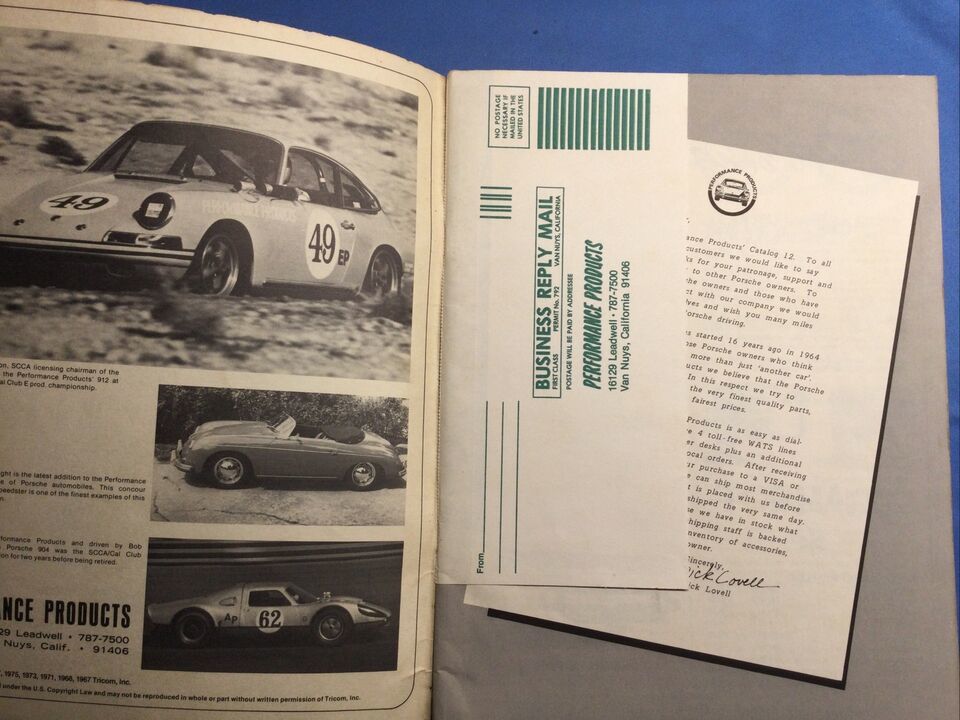 49
49
EP
on, SCCA licensing chairman of the
the Performance Products' 912 at
al Club E prod. championship.
ght is the latest addition to the Performance
e of Porsche automobiles. This concour
peedster is one of the finest examples of this
n.
rformance Products and driven by Bob
Porsche 904 was the SCCA/Cal Club
on for two years before being retired.
AP
62
ANCE PRODUCTS
29 Leadwell • 787-7500
Nuys, Calif. • 91406
, 1975, 1973, 1971, 1968, 1967 Tricom, Inc.
d under the U.S. Copyright Law and may not be reproduced in whole or part without written permission of Tricom, Inc.
NO POSTAGE
NECESSARY IF
MAILED IN THE
UNITED STATES
BUSINESS REPLY MAIL
FIRST CLASS PERMIT No. 792 VAN NUYS, CALIFORNIA
POSTAGE WILL BE PAID BY ADDRESSEE
PERFORMANCE PRODUCTS
16129 Leadwell • 787-7500
Van Nuys, California 91406
From
PERFORMANCE PRODUCTS
ance Products' Catalog 12. To all
customers we would like to say
ks for your patronage, support and
to other Porsche owners. To
he owners and those who have
ct with our company we would
lves and wish you many miles
orsche driving.
s started 16 years ago in 1964
ose Porsche owners who think
more than just 'another car'.
ucts we believe that the Porsche
In this respect we try to
the very finest quality parts,
fairest prices.
Products is as easy as dial-
e 4 toll-free WATS lines
er desks plus an additional
ocal orders. After receiving
ur purchase to a VISA or
e can ship most merchandise
t is placed with us before
shipped the very same day.
se we have in stock what
hipping staff is backed
nventory of accessories,
owner.
Sincerely,
ick Lovell
ick Lovell